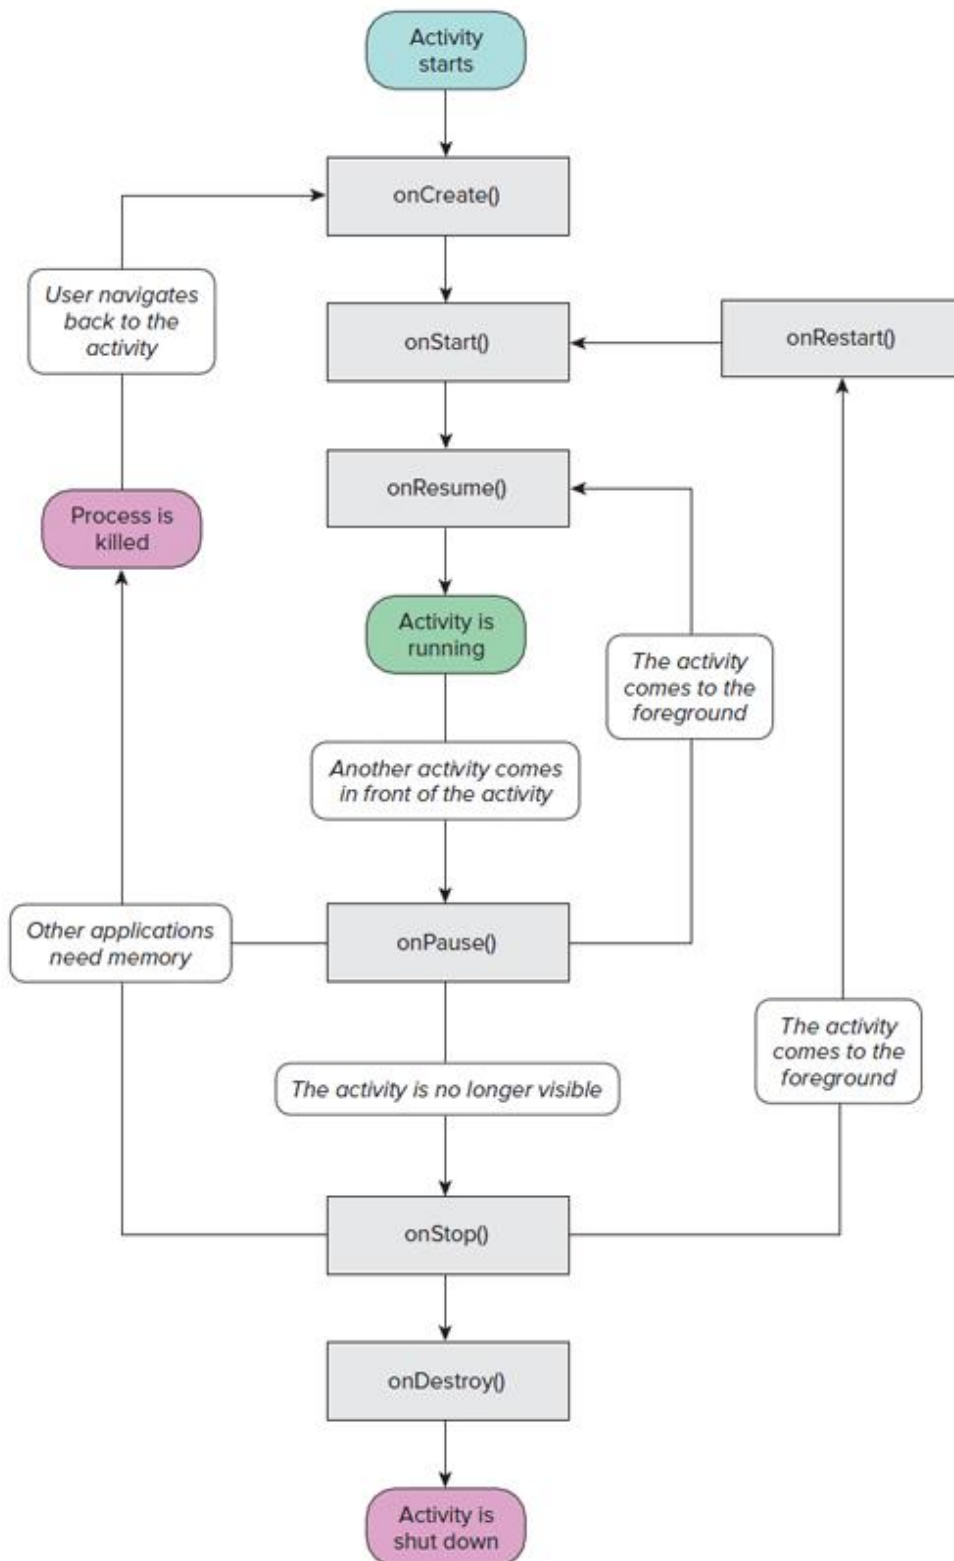 Activity
starts
onCreate()
User navigates
back to the
activity
onStart()
onRestart()
onResume()
Process is
killed
Activity is
running
The activity
comes to the
foreground
Another activity comes
in front of the activity
Other applications
need memory
onPause()
The activity
comes to the
foreground
The activity is no longer visible
onStop()
onDestroy()
Activity is
shut down